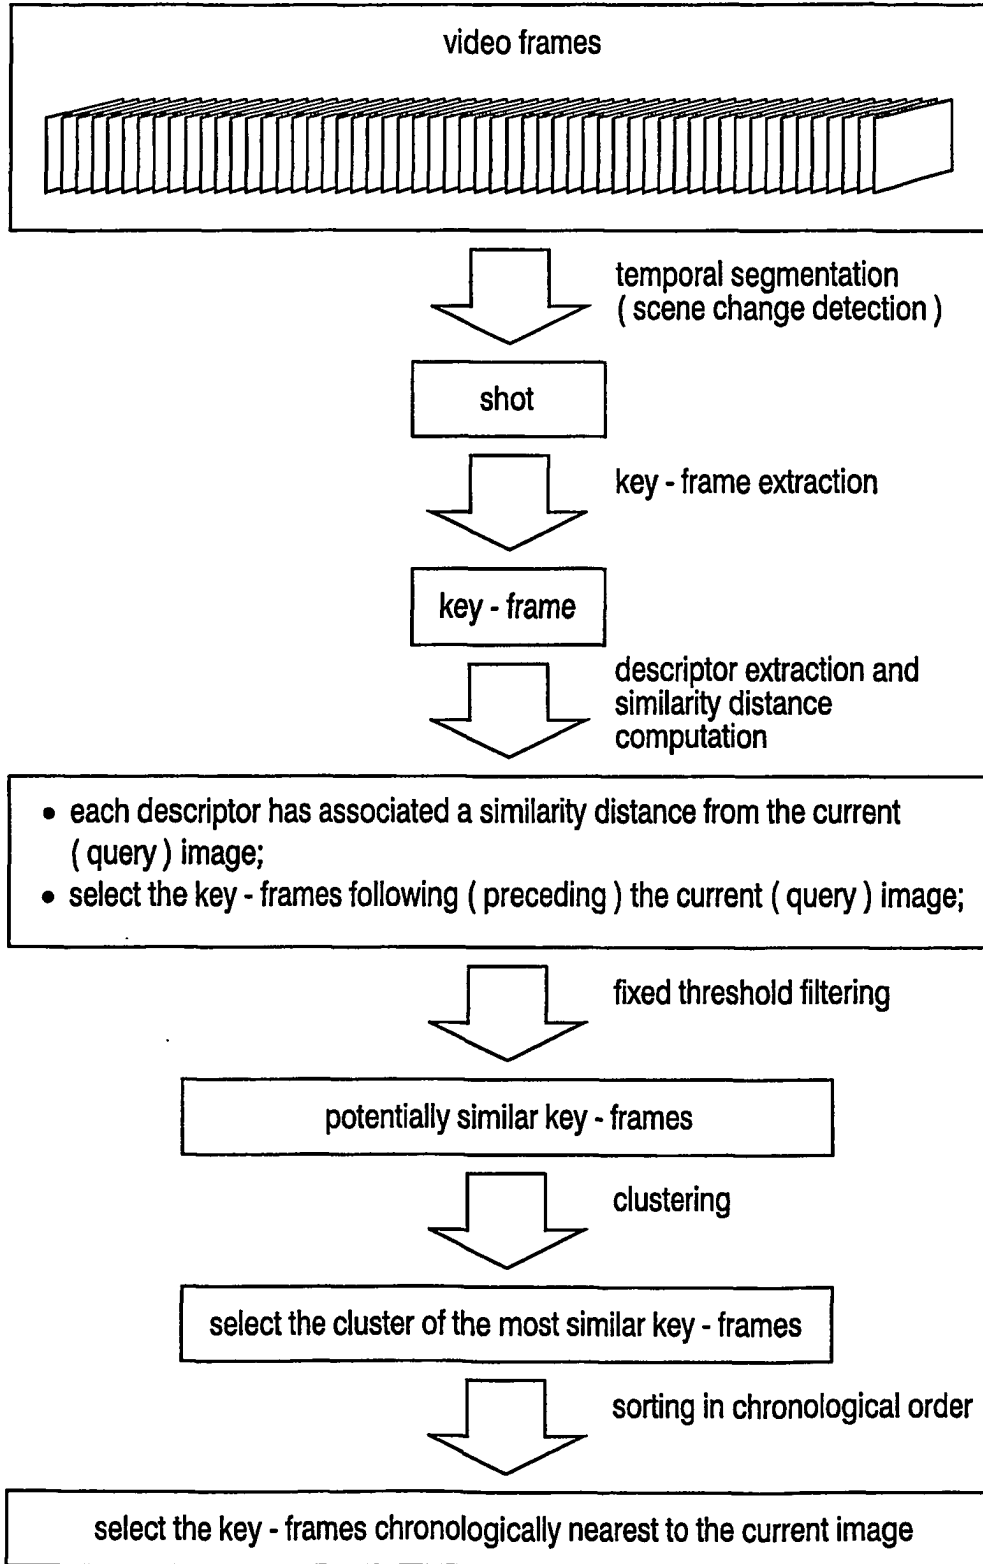 video frames
temporal segmentation
( scene change detection )
shot
key - frame extraction
key - frame
descriptor extraction and
similarity distance
computation
• each descriptor has associated a similarity distance from the current
( query ) image;
• select the key - frames following ( preceding ) the current ( query ) image;
fixed threshold filtering
potentially similar key - frames
clustering
select the cluster of the most similar key - frames
sorting in chronological order
select the key - frames chronologically nearest to the current image